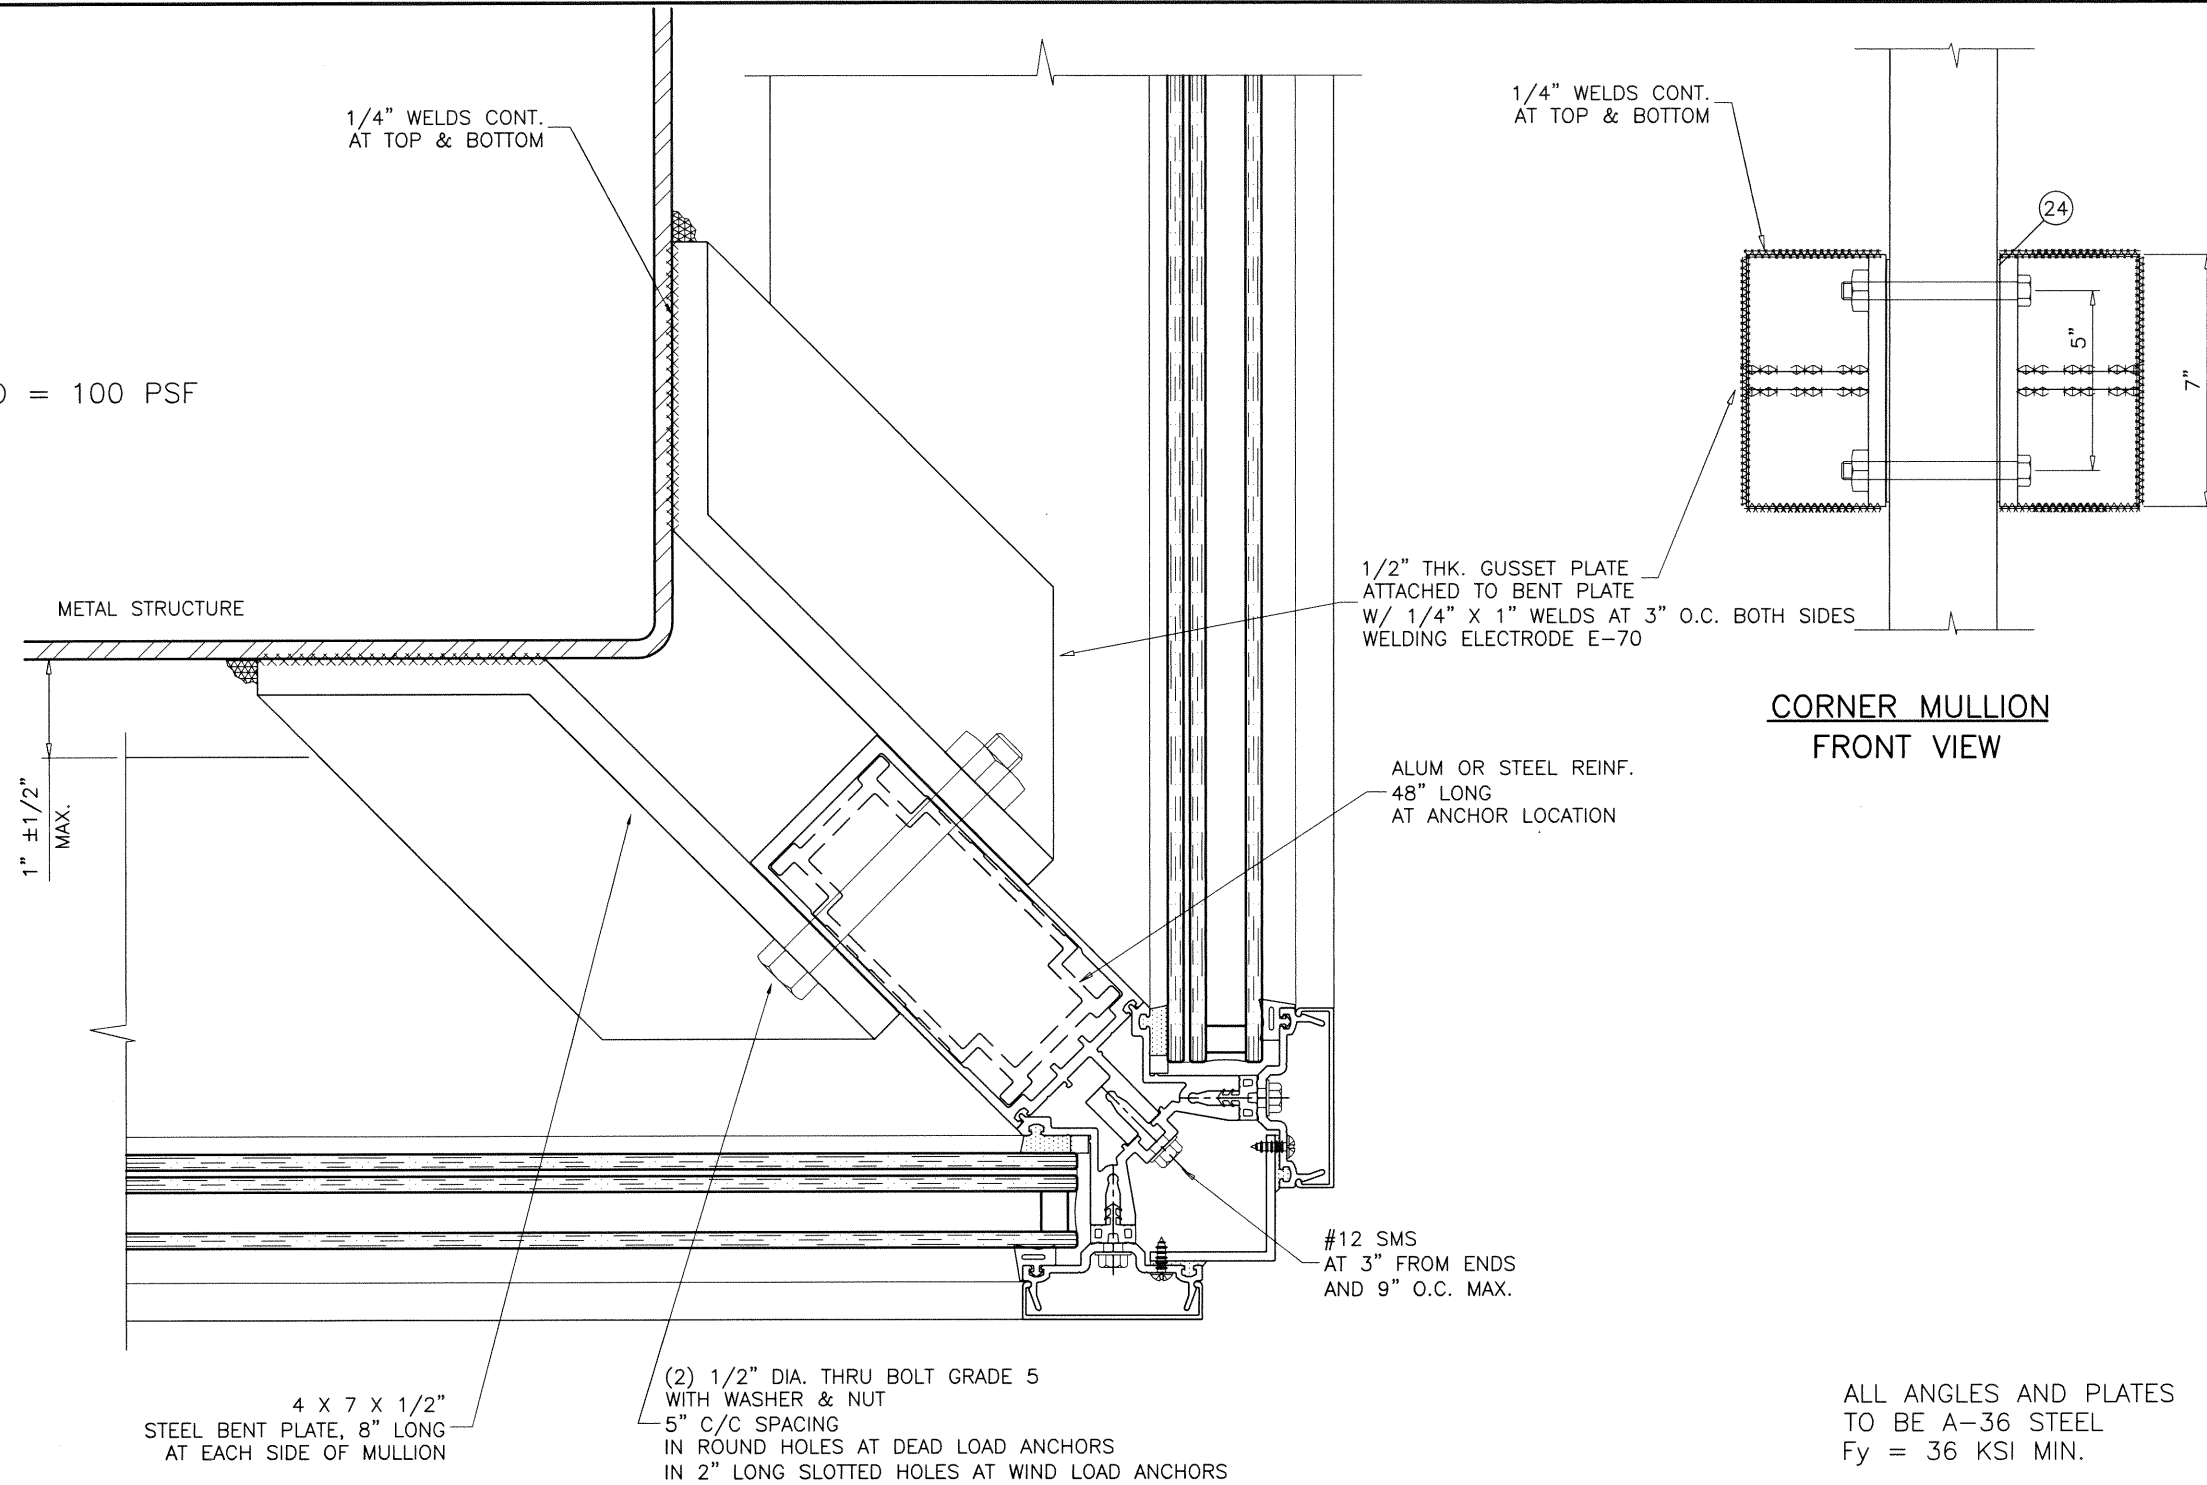 1/4" WELDS CONT.
AT TOP & BOTTOM
= 100 PSF
METAL STRUCTURE
1" ±1/2"
MAX.
4 X 7 X 1/2"
STEEL BENT PLATE, 8" LONG
AT EACH SIDE OF MULLION
(2) 1/2" DIA. THRU BOLT GRADE 5
WITH WASHER & NUT
5" C/C SPACING
IN ROUND HOLES AT DEAD LOAD ANCHORS
IN 2" LONG SLOTTED HOLES AT WIND LOAD ANCHORS
1/2" THK. GUSSET PLATE
ATTACHED TO BENT PLATE
W/ 1/4" X 1" WELDS AT 3" O.C. BOTH SIDES
WELDING ELECTRODE E-70
ALUM OR STEEL REINF.
48" LONG
AT ANCHOR LOCATION
#12 SMS
AT 3" FROM ENDS
AND 9" O.C. MAX.
1/4" WELDS CONT.
AT TOP & BOTTOM
24
5"
7"
CORNER MULLION
FRONT VIEW
ALL ANGLES AND PLATES
TO BE A-36 STEEL
Fy = 36 KSI MIN.